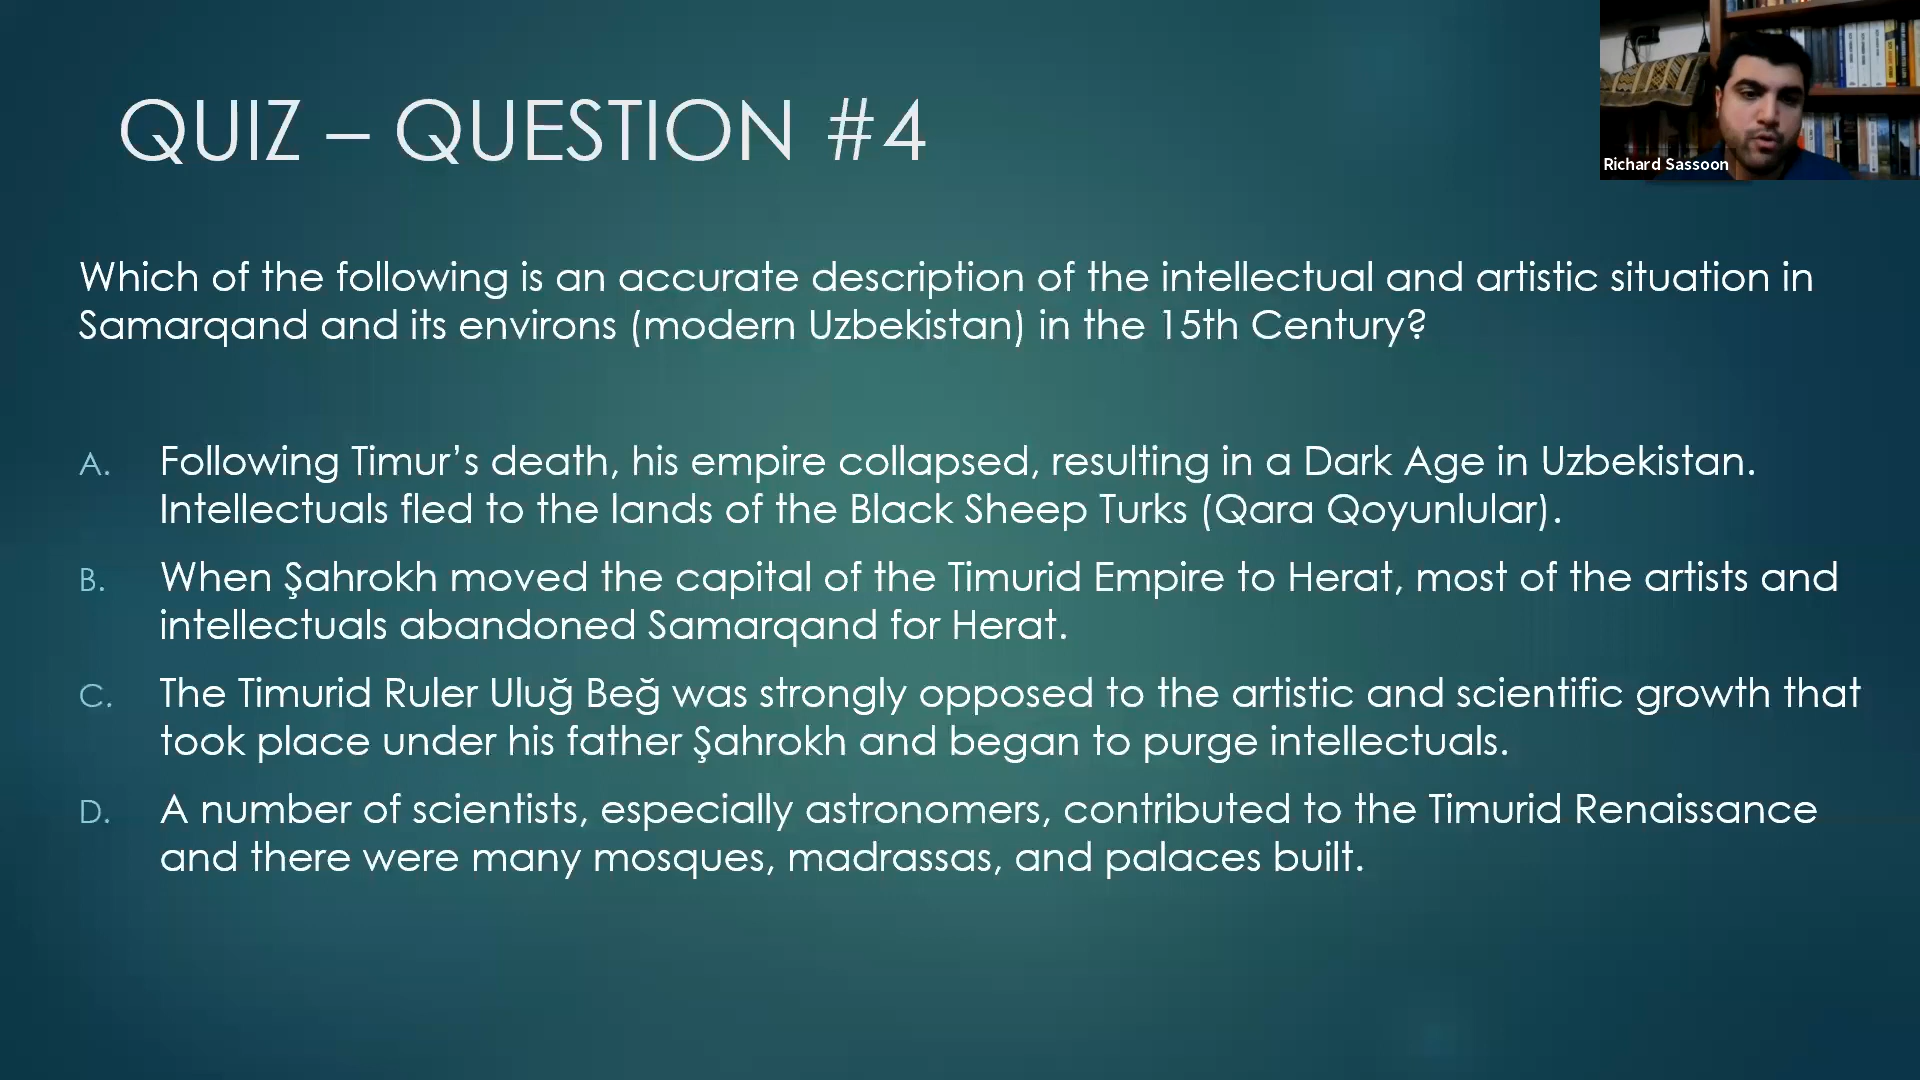 QUIZ – QUESTION #4
Richard Sassoon
Which of the following is an accurate description of the intellectual and artistic situation in
Samarqand and its environs (modern Uzbekistan) in the 15th Century?
A. Following Timur’s death, his empire collapsed, resulting in a Dark Age in Uzbekistan.
Intellectuals fled to the lands of the Black Sheep Turks (Qara Qoyunlular).
B. When Şahrokh moved the capital of the Timurid Empire to Herat, most of the artists and
intellectuals abandoned Samarqand for Herat.
C. The Timurid Ruler Uluğ Beğ was strongly opposed to the artistic and scientific growth that
took place under his father Şahrokh and began to purge intellectuals.
D. A number of scientists, especially astronomers, contributed to the Timurid Renaissance
and there were many mosques, madrassas, and palaces built.